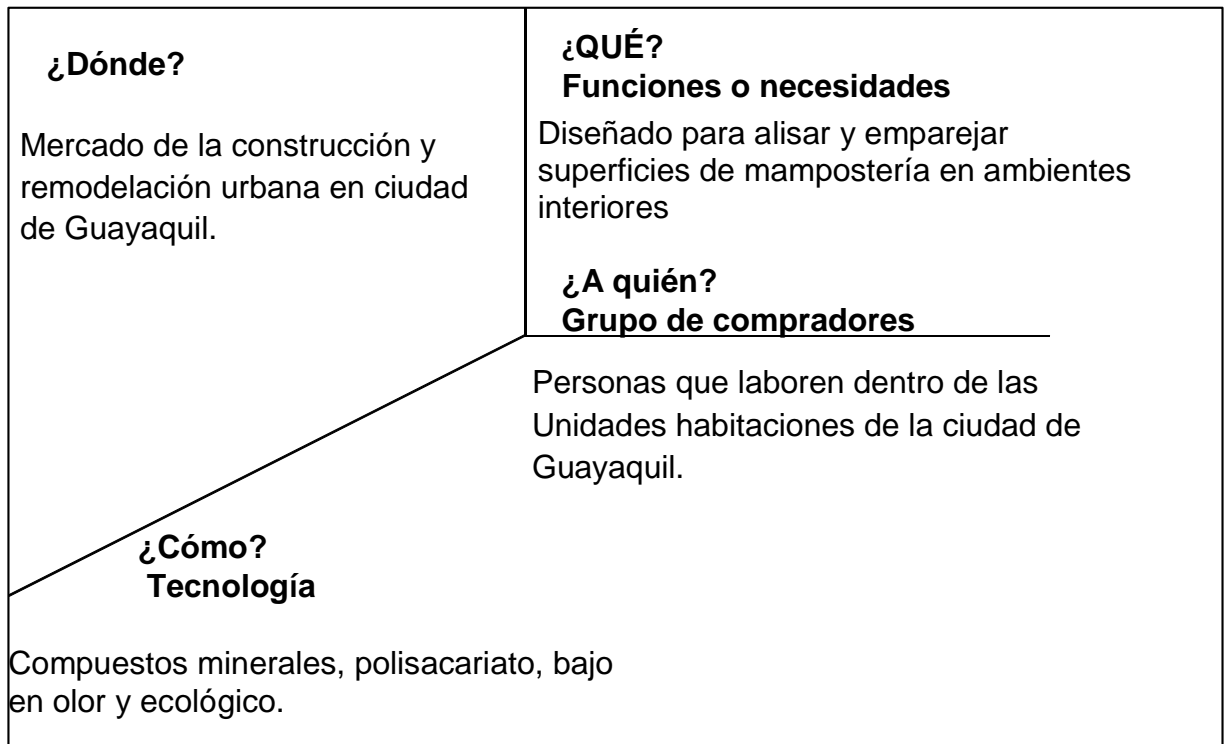 ¿Dónde?
Mercado de la construcción y
remodelación urbana en ciudad
de Guayaquil.
¿QUÉ?
Funciones o necesidades
Diseñado para alisar y emparejar
superficies de mampostería en ambientes
interiores
¿A quién?
Grupo de compradores
Personas que laboren dentro de las
Unidades habitaciones de la ciudad de
Guayaquil.
¿Cómo?
Tecnología
Compuestos minerales, polisacariato, bajo
en olor y ecológico.